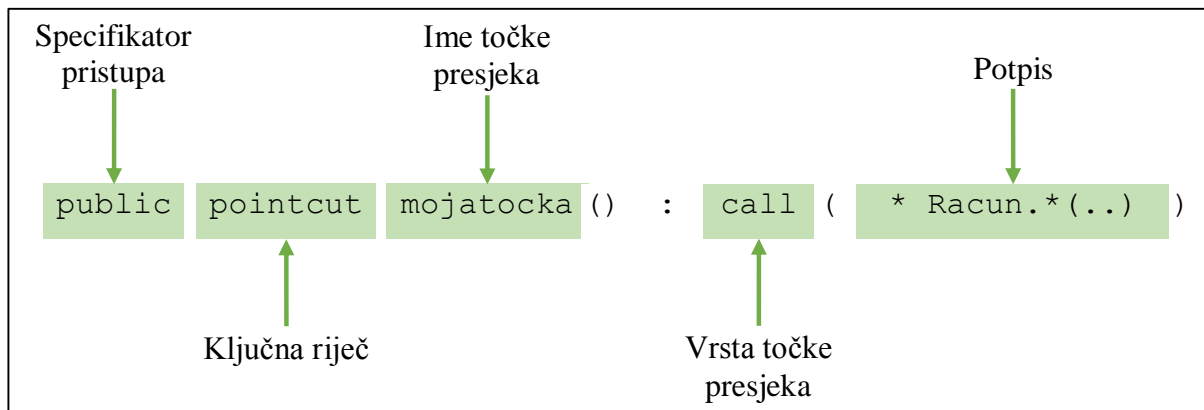 Specifikator
pristupa
Ime točke
presjeka
Potpis
public pointcut mojatocka() : call ( * Racun.*(..) )
Ključna riječ
Vrsta točke
presjeka